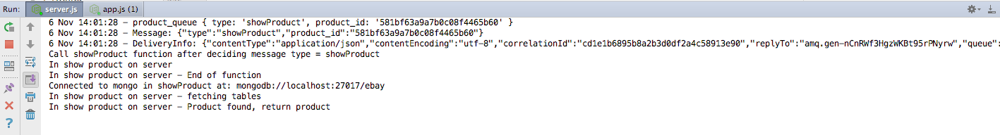 Run: server.js app.js (1)
6 Nov 14:01:28 – product_queue { type: 'showProduct', product_id: '581bf63a9a7b0c08f4465b60' }
6 Nov 14:01:28 – Message: {"type":"showProduct","product_id":"581bf63a9a7b0c08f4465b60"}
6 Nov 14:01:28 – DeliveryInfo: {"contentType":"application/json","contentEncoding":"utf-8","correlationId":"cd1e1b6895b8a2b3d0df2a4c58913e90","replyTo":"amq.gen-nCnRWf3HgzWKBt95rPNyrw","queue":
Call showProduct function after deciding message type = showProduct
In show product on server
In show product on server – End of function
Connected to mongo in showProduct at: mongodb://localhost:27017/ebay
In show product on server – fetching tables
In show product on server – Product found, return product